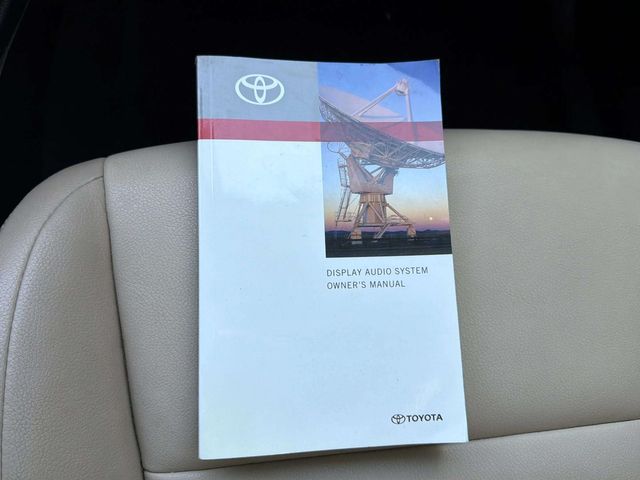 DISPLAY AUDIO SYSTEM
OWNER'S MANUAL
TOYOTA